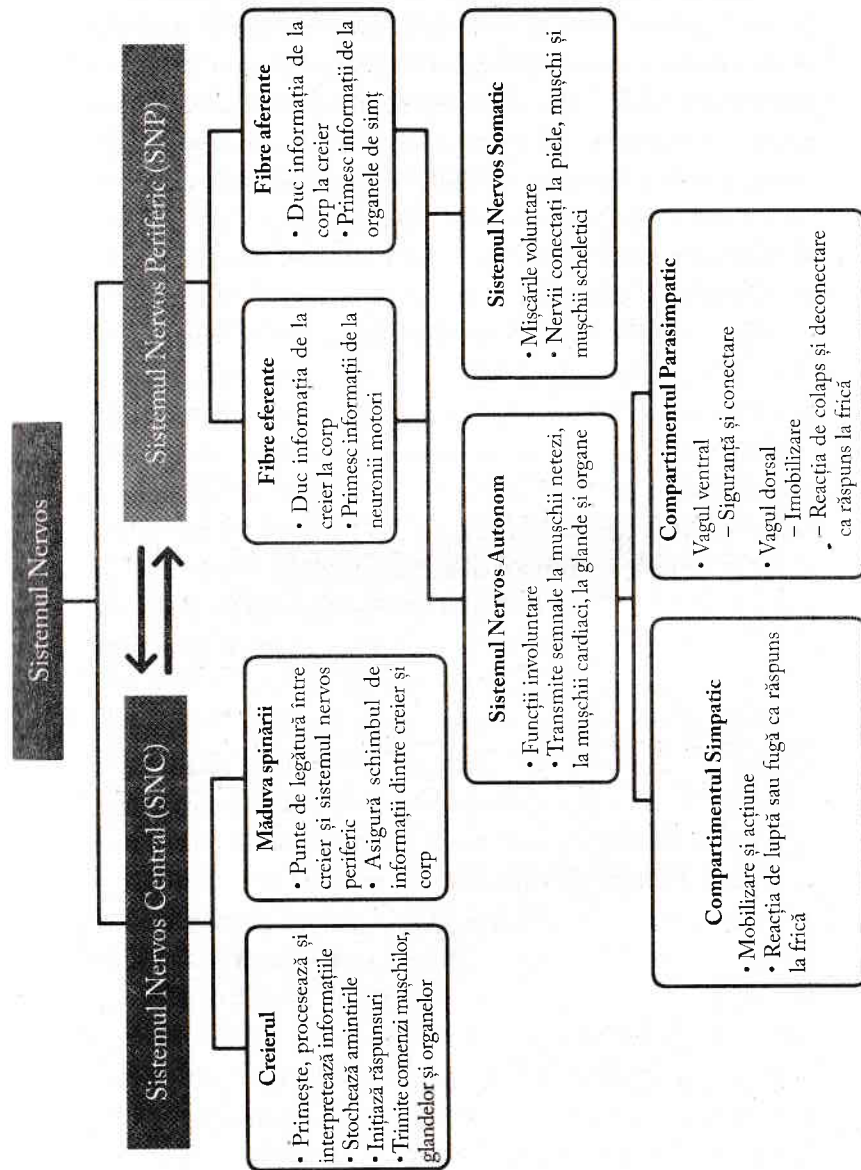 Sistemul Nervos
Sistemul Nervos Central (SNC)
Sistemul Nervos Periferic (SNP)
Creierul
• Primește, procesează și
interpretează informațiile
• Stochează amintirile
• Inițiază răspunsuri
• Trimite comenzi mușchilor,
glandelor și organelor
Măduva spinării
• Punte de legătură între
creier și sistemul nervos
periferic
• Asigură schimbul de
informații dintre creier și
corp
Fibre eferente
• Duc informația de la
creier la corp
• Primesc informații de la
neuronii motori
Fibre aferente
• Duc informația de la
corp la creier
• Primesc informații de la
organele de simț
Sistemul Nervos Autonom
• Funcții involuntare
• Transmite semnale la mușchii netezi,
la mușchii cardiaci, la glande și organe
Sistemul Nervos Somatic
• Mișcările voluntare
• Nervii conectați la piele, mușchi și
mușchii scheletici
Compartimentul Simpatic
• Mobilizare și acțiune
• Reacția de luptă sau fugă ca răspuns
la frică
Compartimentul Parasimpatic
• Vagul ventral
– Siguranță și conectare
• Vagul dorsal
– Imobilizare
– Reacția de colaps și deconectare
ca răspuns la frică